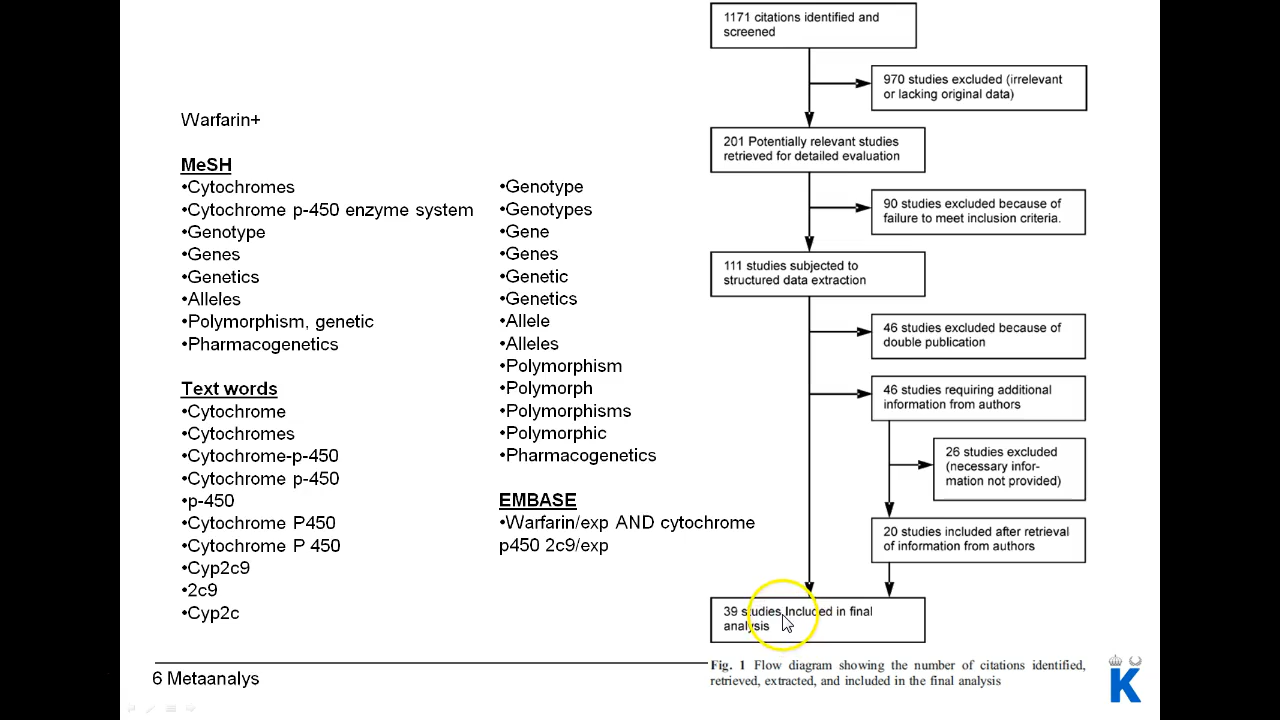 Warfarin+
MeSH
•Cytochromes
•Cytochrome p-450 enzyme system
•Genotype
•Genes
•Genetics
•Alleles
•Polymorphism, genetic
•Pharmacogenetics
Text words
•Cytochrome
•Cytochromes
•Cytochrome-p-450
•Cytochrome p-450
•p-450
•Cytochrome P450
•Cytochrome P 450
•Cyp2c9
•2c9
•Cyp2c
•Genotype
•Genotypes
•Gene
•Genes
•Genetic
•Genetics
•Allele
•Alleles
•Polymorphism
•Polymorph
•Polymorphisms
•Polymorphic
•Pharmacogenetics
EMBASE
•Warfarin/exp AND cytochrome
p450 2c9/exp
1171 citations identified and
screened
970 studies excluded (irrelevant
or lacking original data)
201 Potentially relevant studies
retrieved for detailed evaluation
90 studies excluded because of
failure to meet inclusion criteria.
111 studies subjected to
structured data extraction
46 studies excluded because of
double publication
46 studies requiring additional
information from authors
26 studies excluded
(necessary infor-
mation not provided)
20 studies included after retrieval
of information from authors
39 studies Included in final
analysis
Fig. 1 Flow diagram showing the number of citations identified,
retrieved, extracted, and included in the final analysis
6 Metaanalys
K